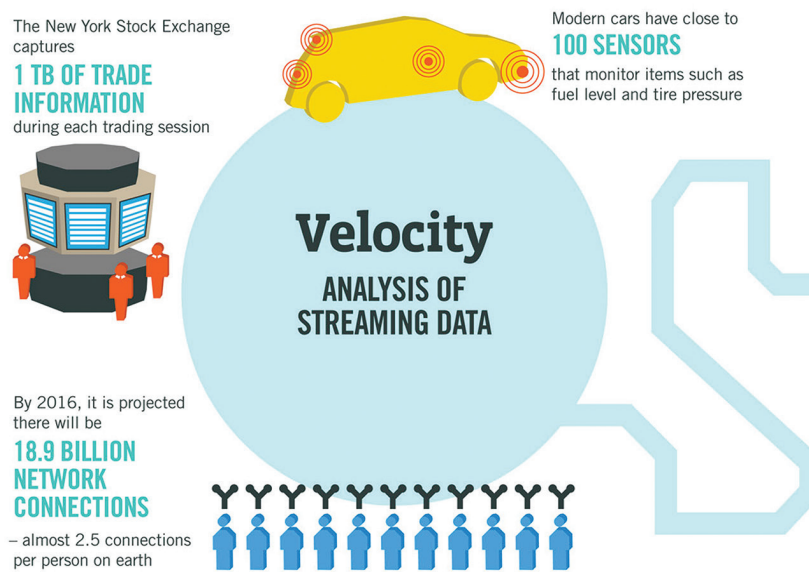 The New York Stock Exchange
captures
1 TB OF TRADE
INFORMATION
during each trading session
Modern cars have close to
100 SENSORS
that monitor items such as
fuel level and tire pressure
Velocity
ANALYSIS OF
STREAMING DATA
By 2016, it is projected
there will be
18.9 BILLION
NETWORK
CONNECTIONS
– almost 2.5 connections
per person on earth